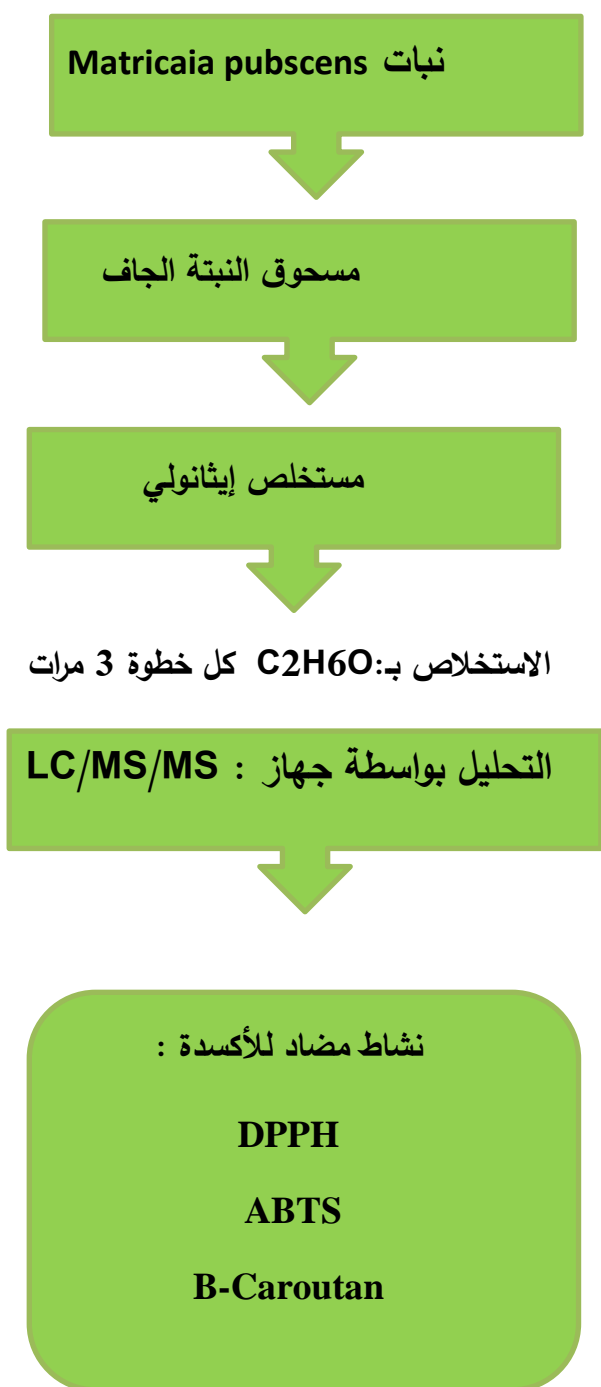 نبات Matricaia pubscens
مسحوق النبتة الجاف
مستخلص إيثانولي
الاستخلاص بـ:C2H6O كل خطوة 3 مرات
التحليل بواسطة جهاز : LC/MS/MS
نشاط مضاد للأكسدة :
DPPH
ABTS
B-Caroutan